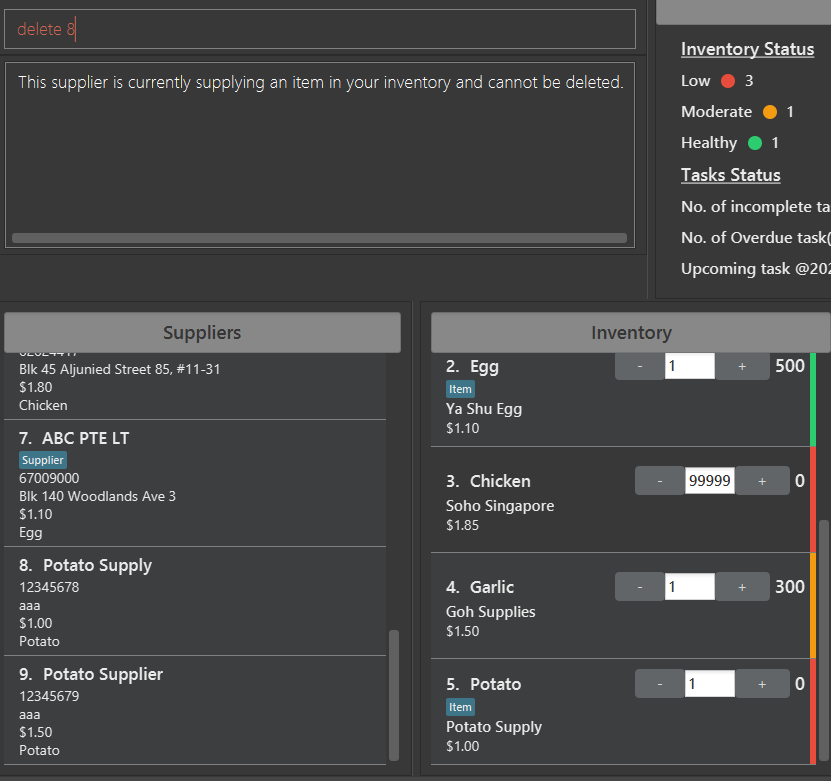 delete 8
This supplier is currently supplying an item in your inventory and cannot be deleted.
Inventory Status
Low 3
Moderate 1
Healthy 1
Tasks Status
No. of incomplete ta
No. of Overdue task(
Upcoming task @202
Suppliers
Blk 45 Aljunied Street 85, #11-31
$1.80
Chicken
7. ABC PTE LT
Supplier
67009000
Blk 140 Woodlands Ave 3
$1.10
Egg
8. Potato Supply
12345678
aaa
$1.00
Potato
9. Potato Supplier
12345679
aaa
$1.50
Potato
Inventory
2. Egg - 1 + 500
Item
Ya Shu Egg
$1.10
3. Chicken - 99999 + 0
Soho Singapore
$1.85
4. Garlic - 1 + 300
Goh Supplies
$1.50
5. Potato - 1 + 0
Item
Potato Supply
$1.00